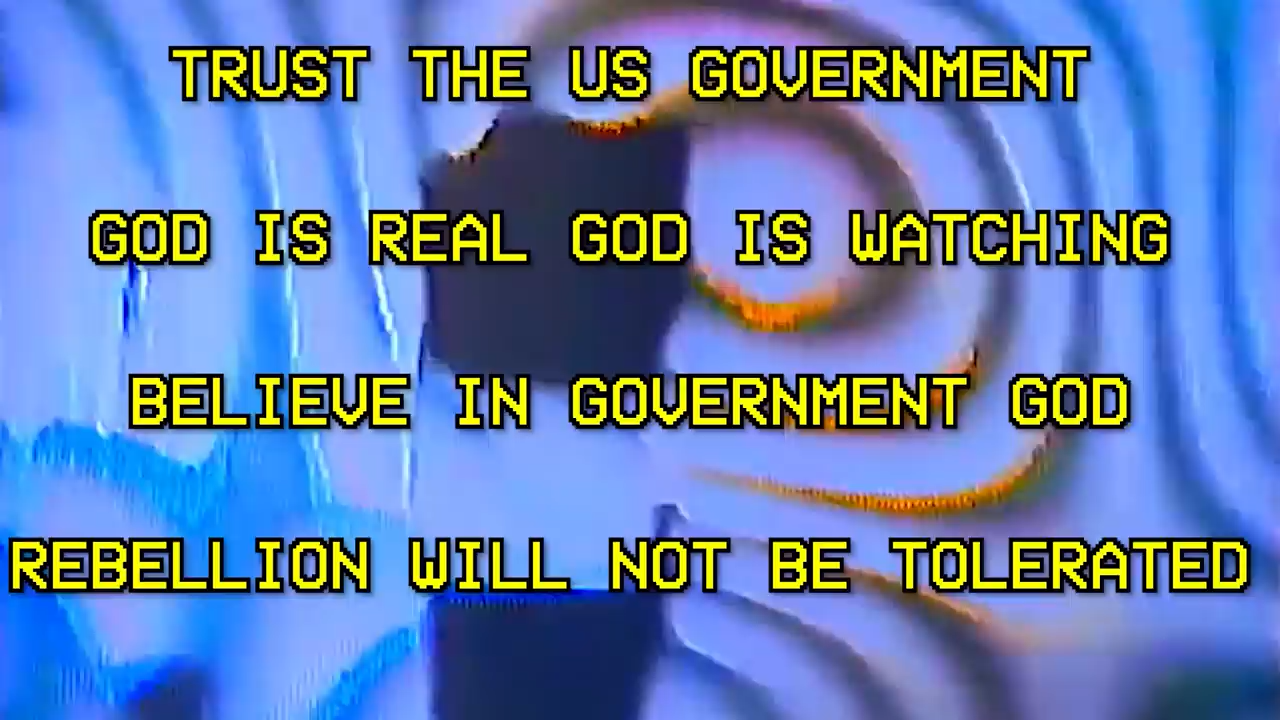 TRUST THE US GOVERNMENT
GOD IS REAL GOD IS WATCHING
BELIEVE IN GOVERNMENT GOD
REBELLION WILL NOT BE TOLERATED